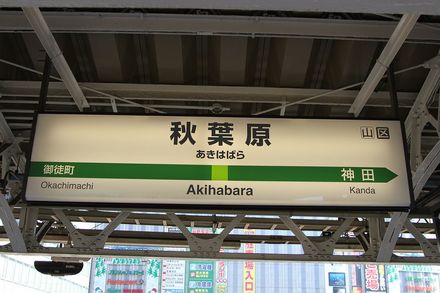 秋葉原
山 区
あきはばら
御徒町
神田
Okachimachi
Akihabara
Kanda